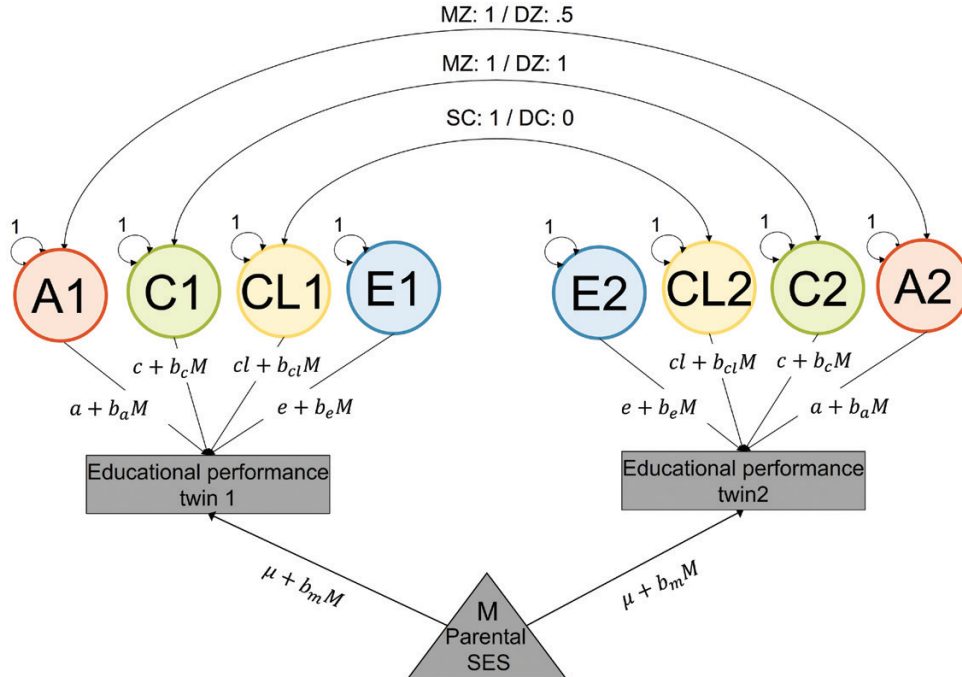 MZ: 1 / DZ: .5
MZ: 1 / DZ: 1
SC: 1 / DC: 0
1 1 1 1 1 1 1 1
A1 C1 CL1 E1 E2 CL2 C2 A2
c + b_cM cl + b_clM cl + b_clM c + b_cM
a + b_aM e + b_eM e + b_eM a + b_aM
Educational performance
twin 1
Educational performance
twin2
μ + b_mM μ + b_mM
M
Parental
SES